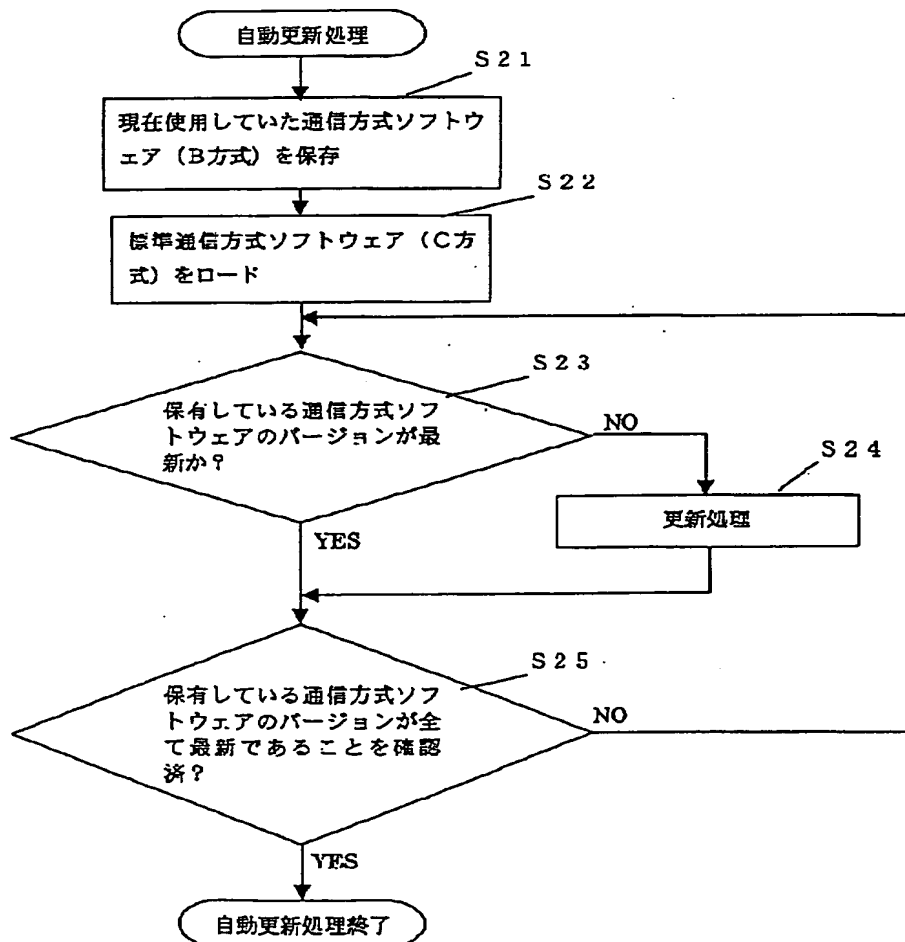 自動更新処理
S21
現在使用していた通信方式ソフトウ
ェア（B方式）を保存
S22
標準通信方式ソフトウェア（C方
式）をロード
S23
保有している通信方式ソフ
トウェアのバージョンが最
新か？
NO
S24
更新処理
YES
S25
保有している通信方式ソフ
トウェアのバージョンが全
て最新であることを確認
済？
NO
YES
自動更新処理終了